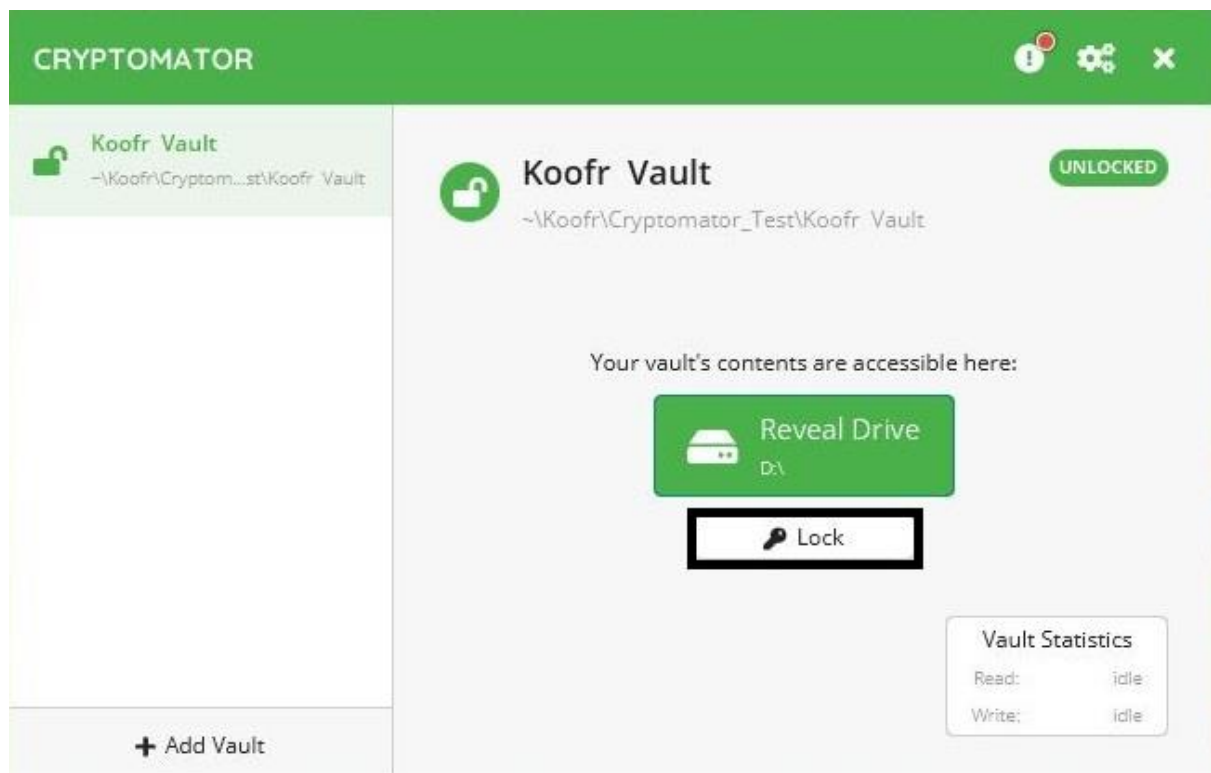 CRYPTOMATOR
Koofr Vault
~\Koofr\Cryptom...st\Koofr Vault
Koofr Vault
UNLOCKED
~\Koofr\Cryptomator_Test\Koofr Vault
Your vault's contents are accessible here:
Reveal Drive
D:\
Lock
Vault Statistics
Read: idle
Write: idle
Add Vault